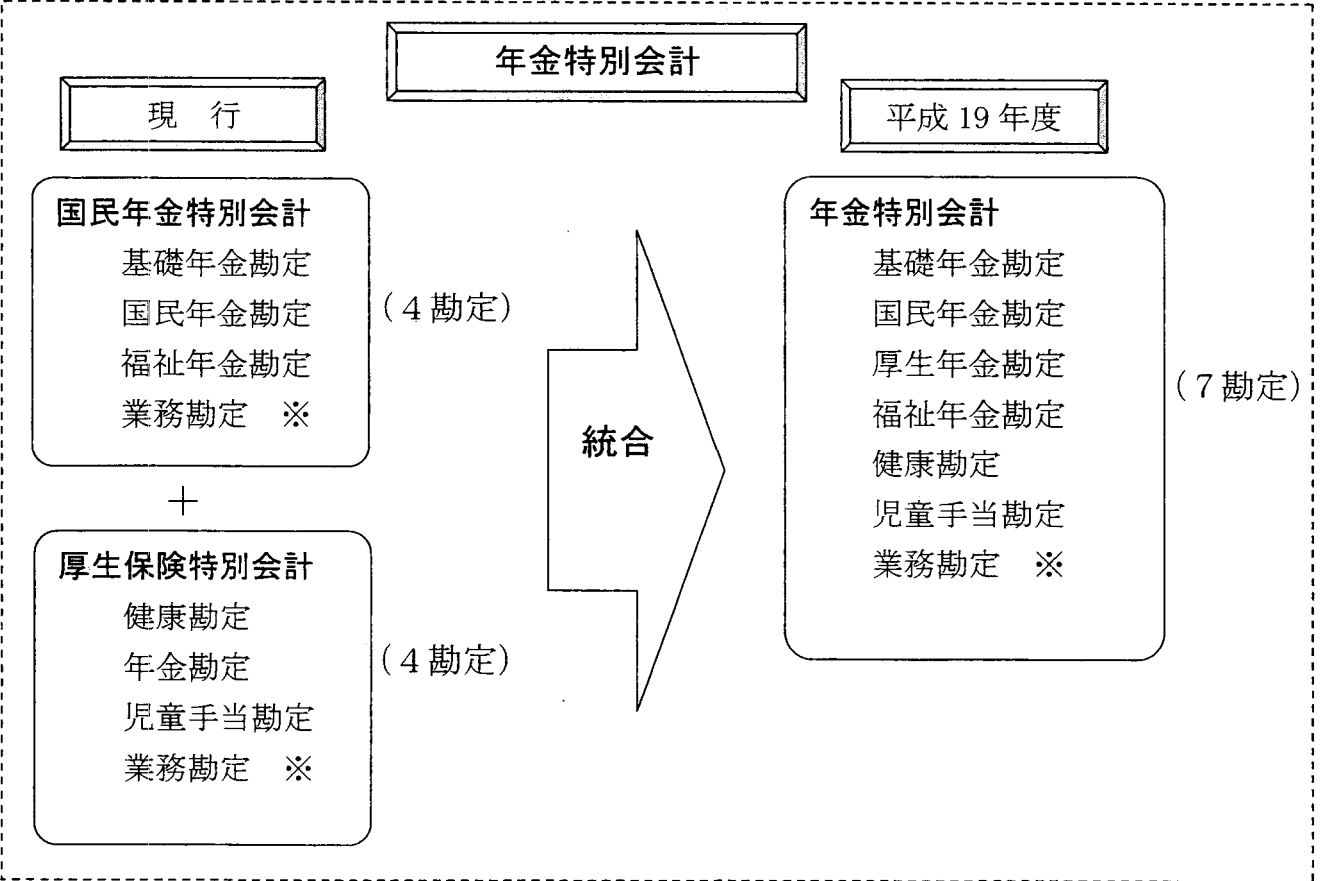 年金特別会計
現 行
国民年金特別会計
基礎年金勘定
国民年金勘定
福祉年金勘定
業務勘定 ※
(4勘定)
+
厚生保険特別会計
健康勘定
年金勘定
児童手当勘定
業務勘定 ※
(4勘定)
統合
平成 19 年度
年金特別会計
基礎年金勘定
国民年金勘定
厚生年金勘定
福祉年金勘定
健康勘定
児童手当勘定
業務勘定 ※
(7勘定)